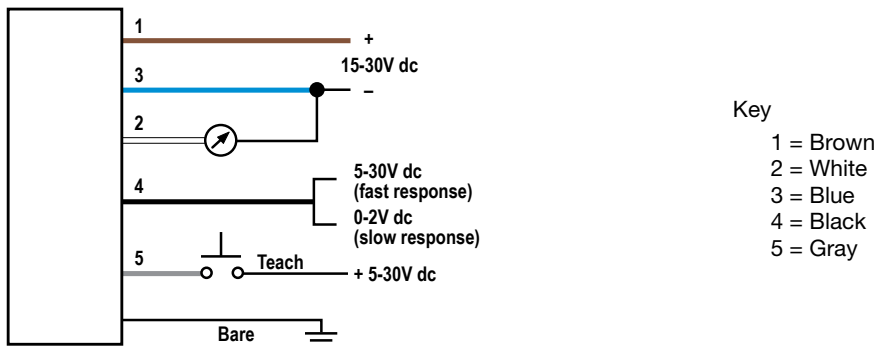 1
+
15-30V dc
3
–
2
4
5-30V dc
(fast response)
0-2V dc
(slow response)
5
Teach
+ 5-30V dc
Bare
Key
1 = Brown
2 = White
3 = Blue
4 = Black
5 = Gray